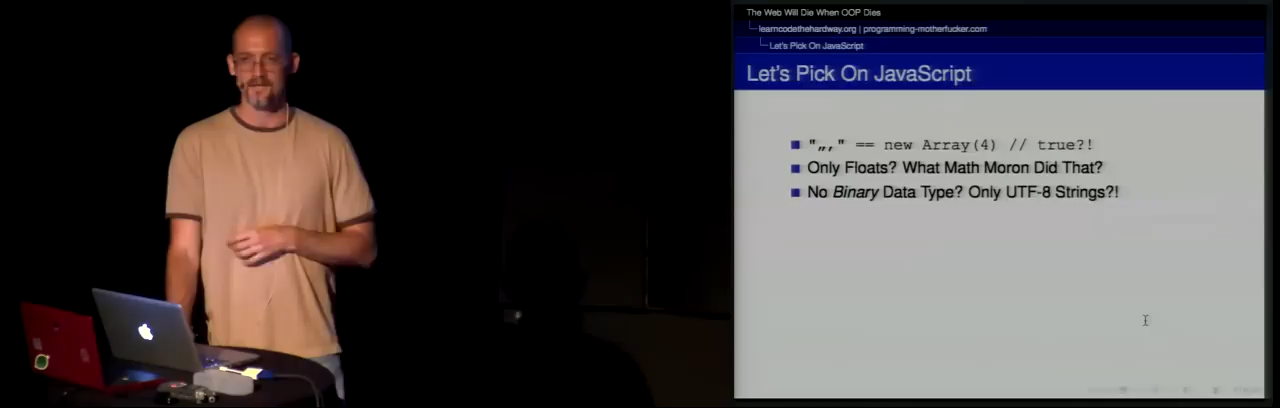 The Web Will Die When OOP Dies
learncodethehardway.org | programming-motherfucker.com
Let's Pick On JavaScript
Let's Pick On JavaScript
",,," == new Array(4) // true?!
Only Floats? What Math Moron Did That?
No Binary Data Type? Only UTF-8 Strings?!